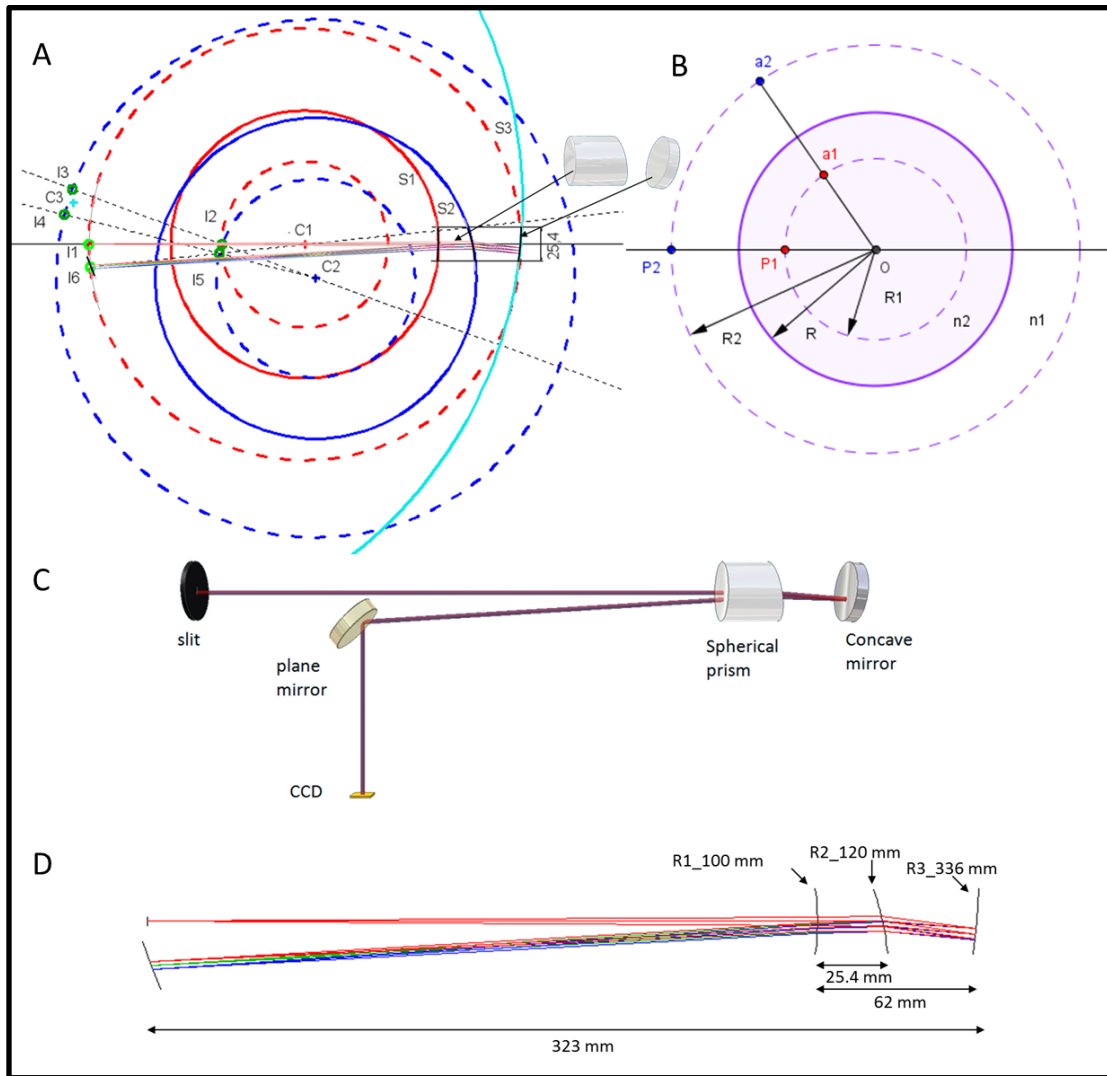 A
S3
I3
C3
I4
S1
S2
I2
C1
I1
I6
I5
C2
25.4
B
a2
a1
P2
P1
O
R1
R2
R
n2
n1
C
slit
plane
mirror
Spherical
prism
Concave
mirror
CCD
D
R1_100 mm
R2_120 mm
R3_336 mm
25.4 mm
62 mm
323 mm